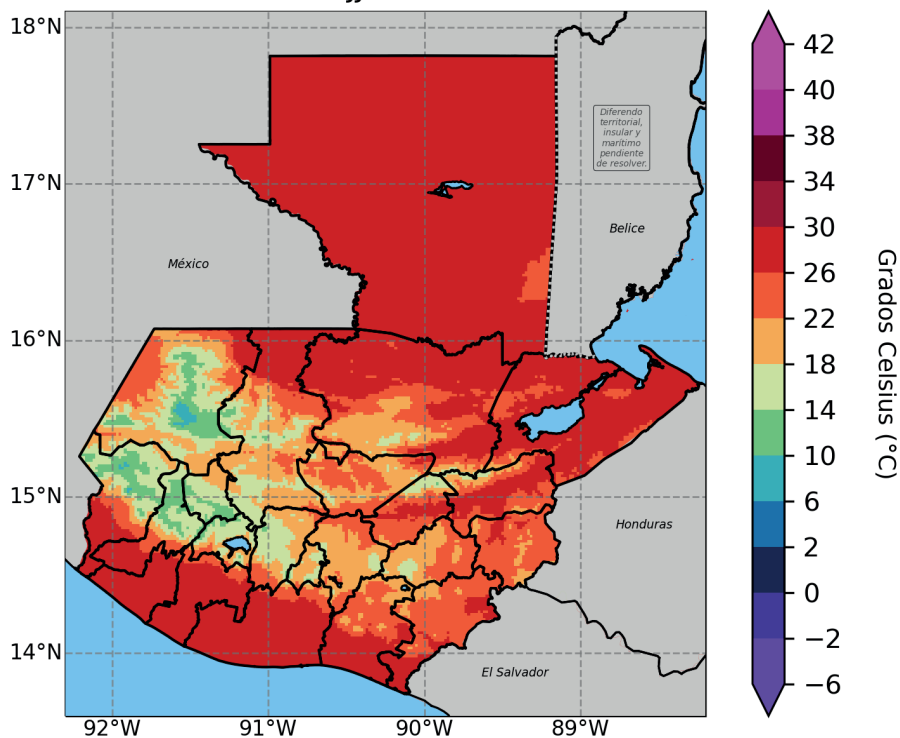 18°N
17°N
16°N
15°N
14°N
92°W
91°W
90°W
89°W
México
Diferendo
territorial,
insular y
marítimo
pendiente
de resolver.
Belice
Honduras
El Salvador
42
40
38
34
30
26
22
18
14
10
6
2
0
−2
−6
Grados Celsius (°C)